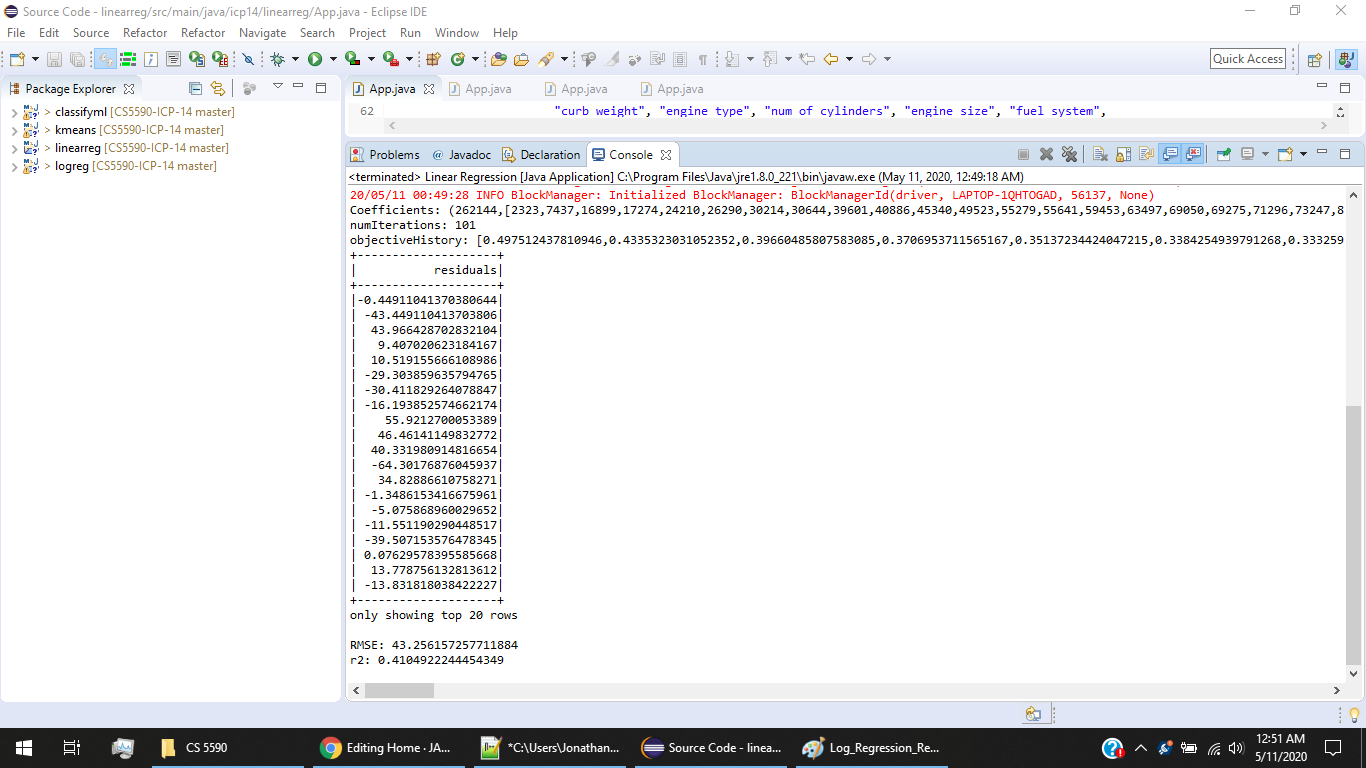 Source Code - linearreg/src/main/java/icp14/linearreg/App.java - Eclipse IDE
File Edit Source Refactor Refactor Navigate Search Project Run Window Help
Quick Access
Package Explorer
> classifyml [CS5590-ICP-14 master]
> kmeans [CS5590-ICP-14 master]
> linearreg [CS5590-ICP-14 master]
> logreg [CS5590-ICP-14 master]
App.java App.java App.java App.java
62 "curb weight", "engine type", "num of cylinders", "engine size", "fuel system",
Problems @ Javadoc Declaration Console
<terminated> Linear Regression [Java Application] C:\Program Files\Java\jre1.8.0_221\bin\javaw.exe (May 11, 2020, 12:49:18 AM)
20/05/11 00:49:28 INFO BlockManager: Initialized BlockManager: BlockManagerId(driver, LAPTOP-1QHTOGAD, 56137, None)
Coefficients: (262144,[2323,7437,16899,17274,24210,26290,30214,30644,39601,40886,45340,49523,55279,55641,59453,63497,69050,69275,71296,73247,8
numIterations: 101
objectiveHistory: [0.497512437810946,0.4335323031052352,0.39660485807583085,0.3706953711565167,0.35137234424047215,0.3384254939791268,0.333259
+--------------------+
|           residuals|
+--------------------+
|-0.44911041370380644|
| -43.449110413703806|
|  43.966428702832104|
|   9.407020623184167|
|  10.519155666108986|
| -29.303859635794765|
| -30.411829264078847|
| -16.193852574662174|
|    55.9212700053389|
|   46.46141149832772|
|  40.331980914816654|
|  -64.30176876045937|
|   34.82886610758271|
| -1.3486153416675961|
|  -5.075868960029652|
| -11.551190290448517|
| -39.507153576478345|
| 0.07629578395585668|
|  13.778756132813612|
| -13.831818038422227|
+--------------------+
only showing top 20 rows
RMSE: 43.256157257711884
r2: 0.4104922244454349
CS 5590
Editing Home · JA...
*C:\Users\Jonathan...
Source Code - linea...
Log_Regression_Re...
12:51 AM
5/11/2020